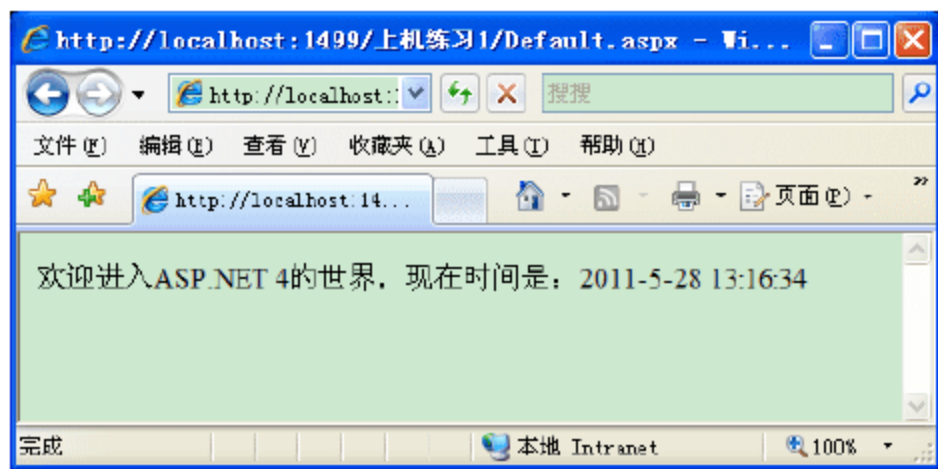 http://localhost:1499/上机练习1/Default.aspx - Wi...
http://localhost:
搜搜
文件(F) 编辑(E) 查看(V) 收藏夹(A) 工具(T) 帮助(H)
http://localhost:14... 页面(P) »
欢迎进入ASP.NET 4的世界，现在时间是：2011-5-28 13:16:34
完成 本地 Intranet 100%